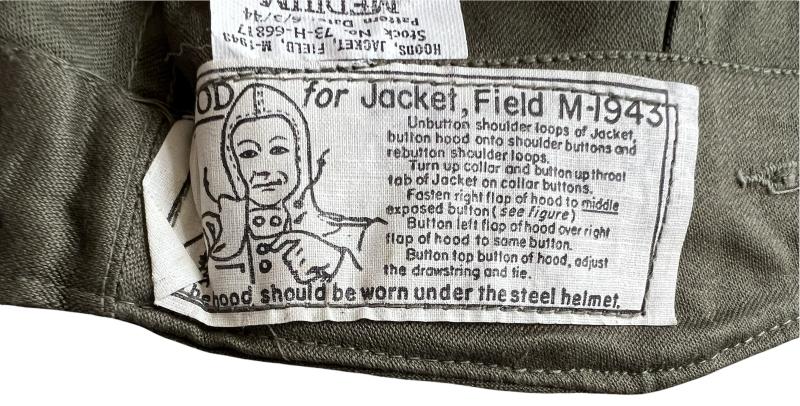 HOODS, JACKET, FIELD, M-1943
Stock No. 73-H-66817
Pattern Date 6/3/44
MEDIUM
OOD for Jacket, Field M-1943
Unbutton shoulder loops of Jacket,
button hood onto shoulder buttons and
rebutton shoulder loops.
Turn up collar and button up throat
tab of Jacket on collar buttons.
Fasten right flap of hood to middle
exposed button (see figure)
Button left flap of hood over right
flap of hood to same button.
Button top button of hood, adjust
the drawstring and tie.
he hood should be worn under the steel helmet.